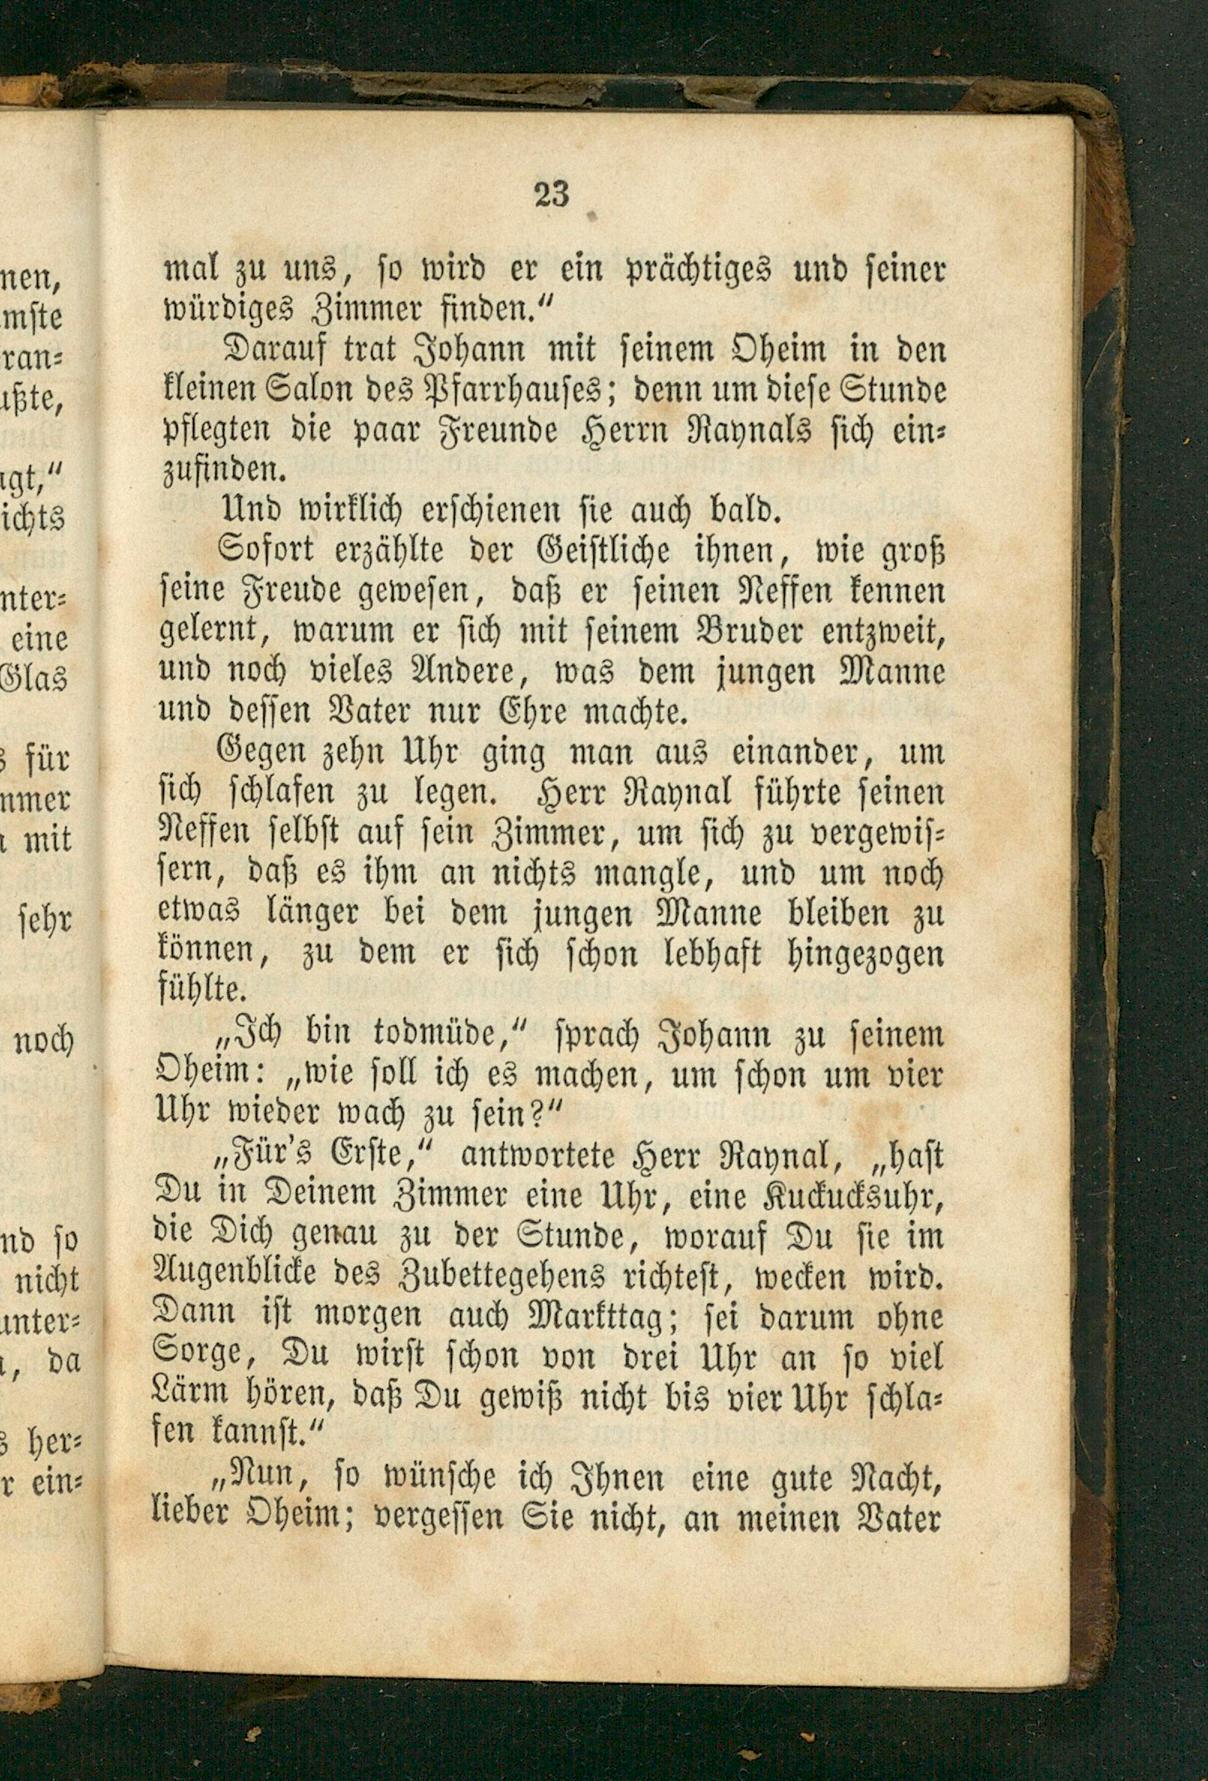 23
mal zu uns, so wird er ein prächtiges und seiner
würdiges Zimmer finden.“
Darauf trat Johann mit seinem Oheim in den
kleinen Salon des Pfarrhauses; denn um diese Stunde
pflegten die paar Freunde Herrn Raynals sich ein⸗
zufinden.
Und wirklich erschienen sie auch bald.
Sofort erzählte der Geistliche ihnen, wie groß
seine Freude gewesen, daß er seinen Neffen kennen
gelernt, warum er sich mit seinem Bruder entzweit,
und noch vieles Andere, was dem jungen Manne
und dessen Vater nur Ehre machte.
Gegen zehn Uhr ging man aus einander, um
sich schlafen zu legen. Herr Raynal führte seinen
Neffen selbst auf sein Zimmer, um sich zu vergewis⸗
sern, daß es ihm an nichts mangle, und um noch
etwas länger bei dem jungen Manne bleiben zu
können, zu dem er sich schon lebhaft hingezogen
fühlte.
„Ich bin todmüde,“ sprach Johann zu seinem
Oheim: „wie soll ich es machen, um schon um vier
Uhr wieder wach zu sein?“
„Für's Erste,“ antwortete Herr Raynal, „hast
Du in Deinem Zimmer eine Uhr, eine Kuckucksuhr,
die Dich genau zu der Stunde, worauf Du sie im
Augenblicke des Zubettegehens richtest, wecken wird.
Dann ist morgen auch Markttag; sei darum ohne
Sorge, Du wirst schon von drei Uhr an so viel
Lärm hören, daß Du gewiß nicht bis vier Uhr schla⸗
fen kannst.“
„Nun, so wünsche ich Ihnen eine gute Nacht,
lieber Oheim; vergessen Sie nicht, an meinen Vater